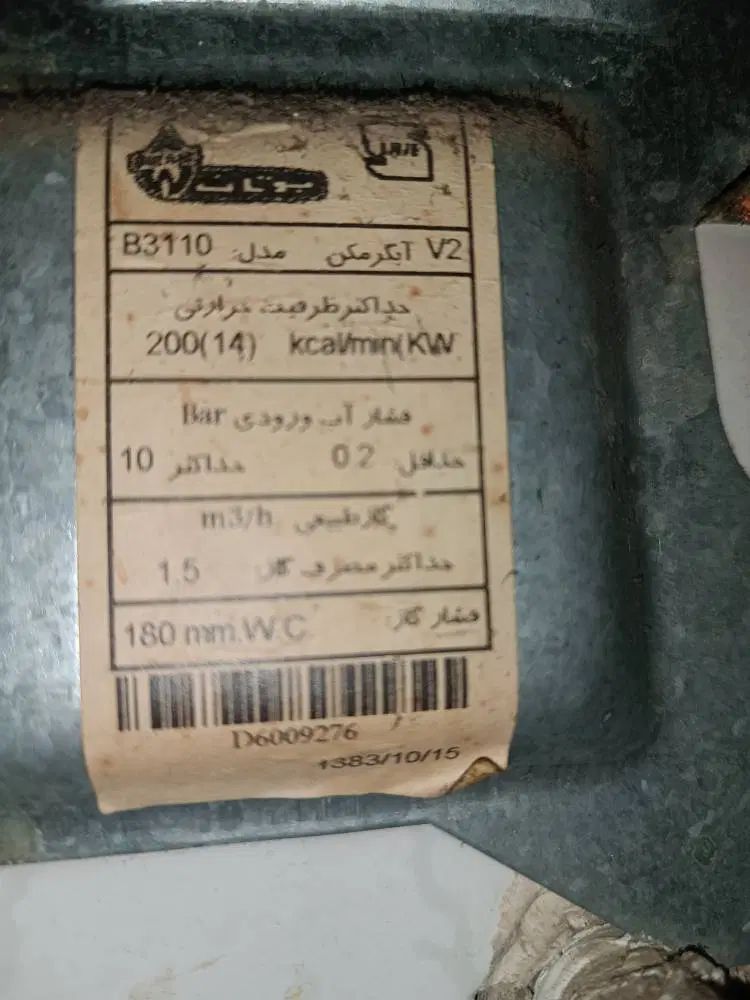 بوتان
V2 آبگرمکن مدل B3110
حداکثر ظرفیت حرارتی
200(14) kcal/min(KW
فشار آب ورودی Bar
حداقل 0.2 حداکثر 10
گاز طبیعی m3/h
حداکثر مصرف گاز 1.5
فشار گاز 180 mm.W.C
D6009276
1383/10/15